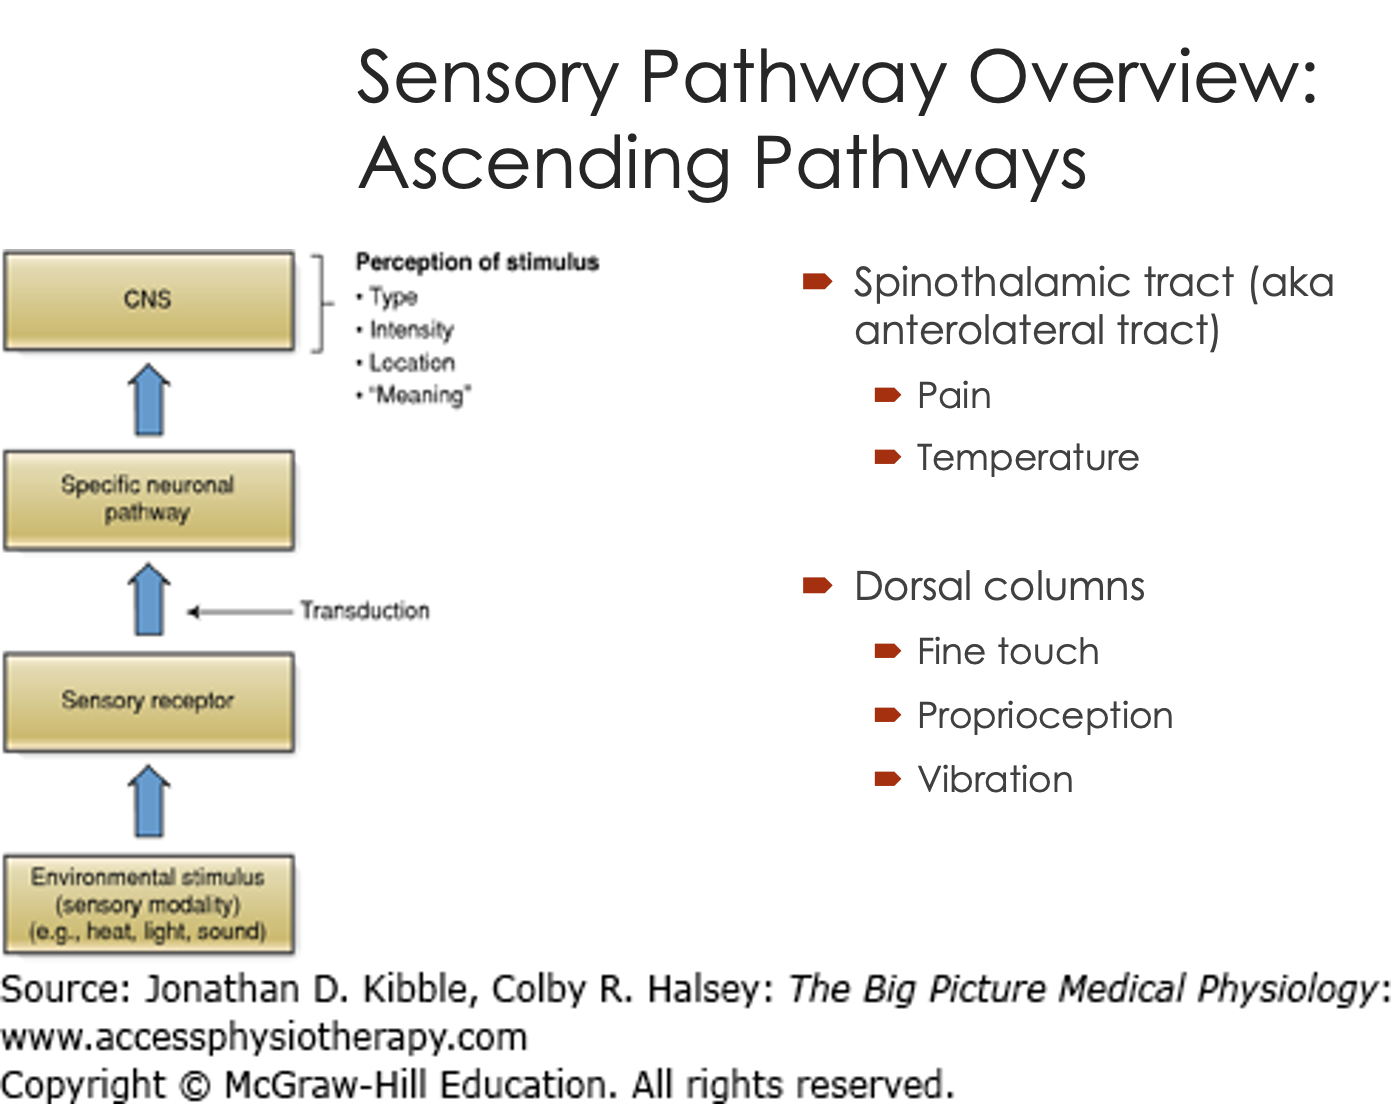 Sensory Pathway Overview:
Ascending Pathways
CNS
Perception of stimulus
• Type
• Intensity
• Location
• “Meaning”
Specific neuronal
pathway
Transduction
Sensory receptor
Environmental stimulus
(sensory modality)
(e.g., heat, light, sound)
Spinothalamic tract (aka
anterolateral tract)
Pain
Temperature
Dorsal columns
Fine touch
Proprioception
Vibration
Source: Jonathan D. Kibble, Colby R. Halsey: The Big Picture Medical Physiology:
www.accessphysiotherapy.com
Copyright © McGraw-Hill Education. All rights reserved.